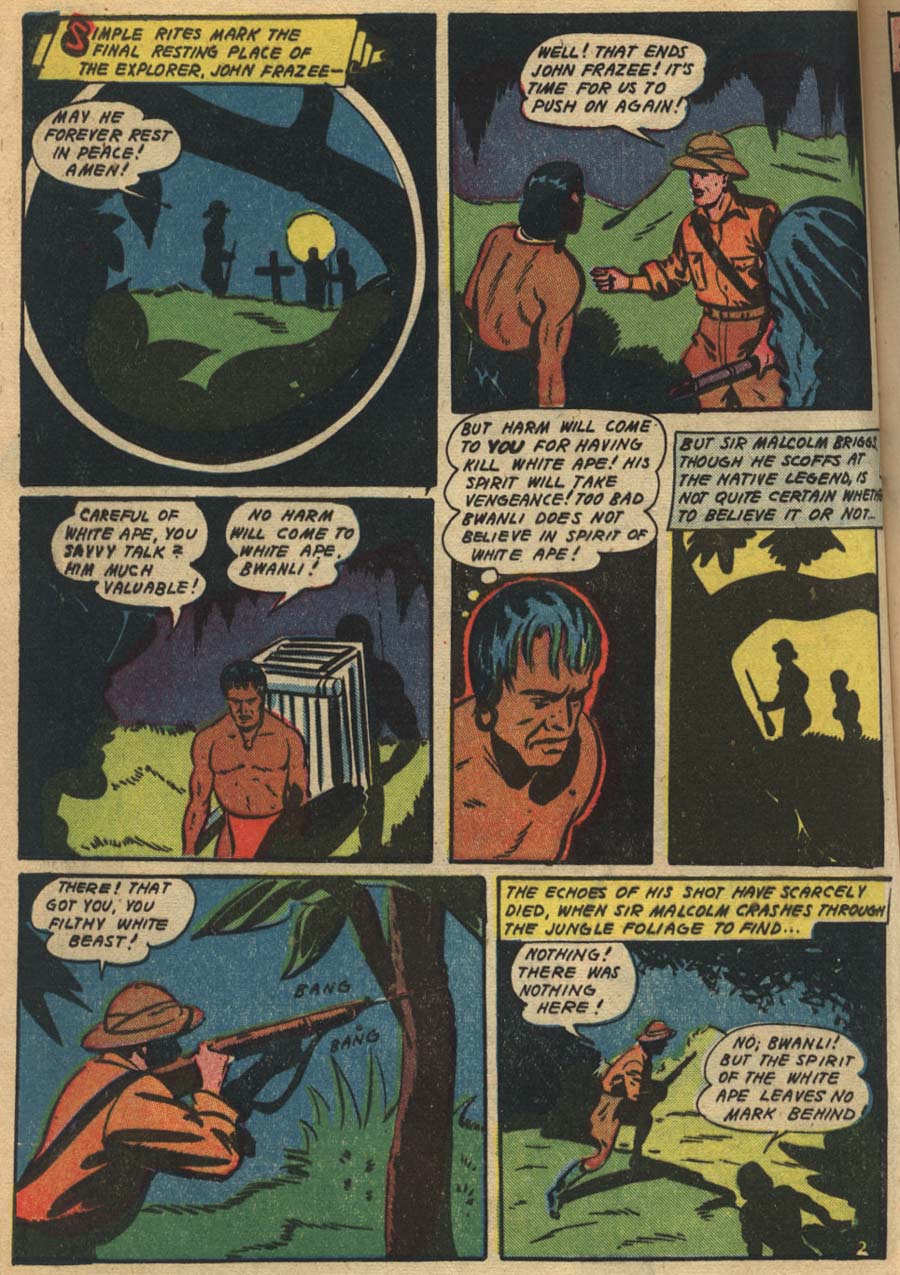 SIMPLE RITES MARK THE
FINAL RESTING PLACE OF
THE EXPLORER, JOHN FRAZEE—
MAY HE
FOREVER REST
IN PEACE!
AMEN!
WELL! THAT ENDS
JOHN FRAZEE! IT'S
TIME FOR US TO
PUSH ON AGAIN!
CAREFUL OF
WHITE APE, YOU
SAVVY TALK?
HIM MUCH
VALUABLE!
NO HARM
WILL COME TO
WHITE APE,
BWANLI!
BUT HARM WILL COME
TO YOU FOR HAVING
KILL WHITE APE! HIS
SPIRIT WILL TAKE
VENGEANCE! TOO BAD
BWANLI DOES NOT
BELIEVE IN SPIRIT OF
WHITE APE!
BUT SIR MALCOLM BRIGGS,
THOUGH HE SCOFFS AT
THE NATIVE LEGEND, IS
NOT QUITE CERTAIN WHETHE
TO BELIEVE IT OR NOT...
THERE! THAT
GOT YOU, YOU
FILTHY WHITE
BEAST!
BANG
BANG
THE ECHOES OF HIS SHOT HAVE SCARCELY
DIED, WHEN SIR MALCOLM CRASHES THROUGH
THE JUNGLE FOLIAGE TO FIND...
NOTHING!
THERE WAS
NOTHING
HERE!
NO, BWANLI!
BUT THE SPIRIT
OF THE WHITE
APE LEAVES NO
MARK BEHIND
2